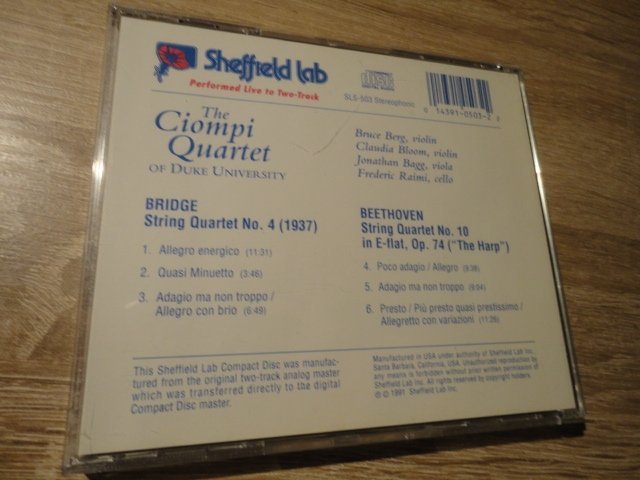 Sheffield Lab
Performed Live to Two-Track
SLS-503 Stereophonic
0 14391-0503-2 2
The
Ciompi
Quartet
OF DUKE UNIVERSITY
Bruce Berg, violin
Claudia Bloom, violin
Jonathan Bagg, viola
Frederic Raimi, cello
BRIDGE
String Quartet No. 4 (1937)
1. Allegro energico (11:31)
2. Quasi Minuetto (3:46)
3. Adagio ma non troppo /
Allegro con brio (6:49)
BEETHOVEN
String Quartet No. 10
in E-flat, Op. 74 ("The Harp")
4. Poco adagio / Allegro (9:38)
5. Adagio ma non troppo (9:04)
6. Presto / Più presto quasi prestissimo /
Allegretto con variazioni (11:26)
This Sheffield Lab Compact Disc was manufac-
tured from the original two-track analog master
which was transferred directly to the digital
Compact Disc master.
Manufactured in USA under authority of Sheffield Lab Inc.
Santa Barbara, California, USA. Unauthorized reproduction by
any means is forbidden without prior written permission of
Sheffield Lab Inc. All rights reserved by copyright holders.
℗ © 1991 Sheffield Lab Inc.